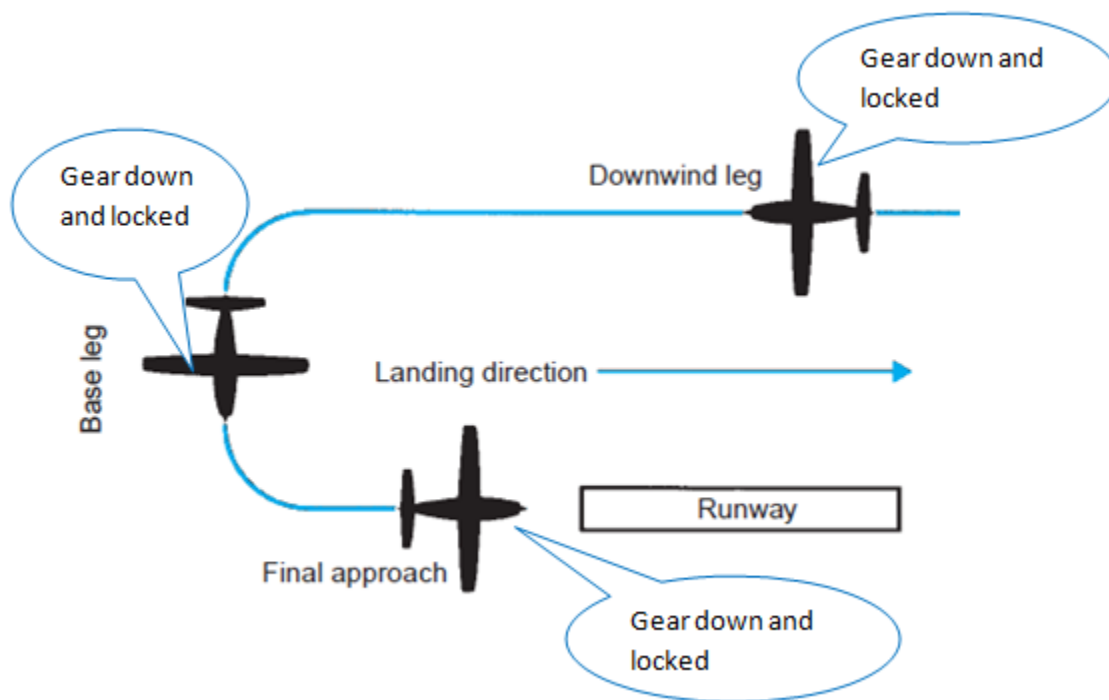 Gear down and
locked
Downwind leg
Gear down
and locked
Base leg
Landing direction
Runway
Final approach
Gear down and
locked